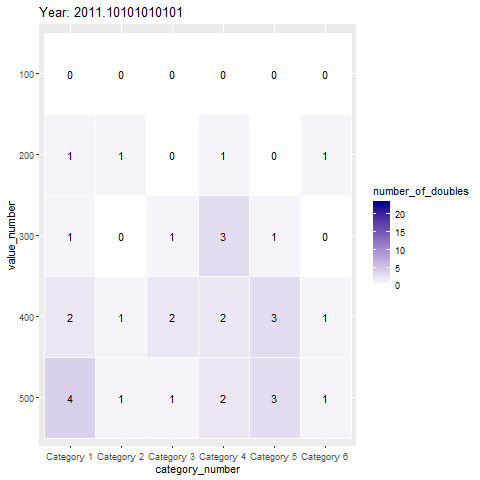 Year: 2011.10101010101
100 0 0 0 0 0 0
200 1 1 0 1 0 1
300 1 0 1 3 1 0
400 2 1 2 2 3 1
500 4 1 1 2 3 1
value_number
Category 1 Category 2 Category 3 Category 4 Category 5 Category 6
category_number
number_of_doubles
20
15
10
5
0